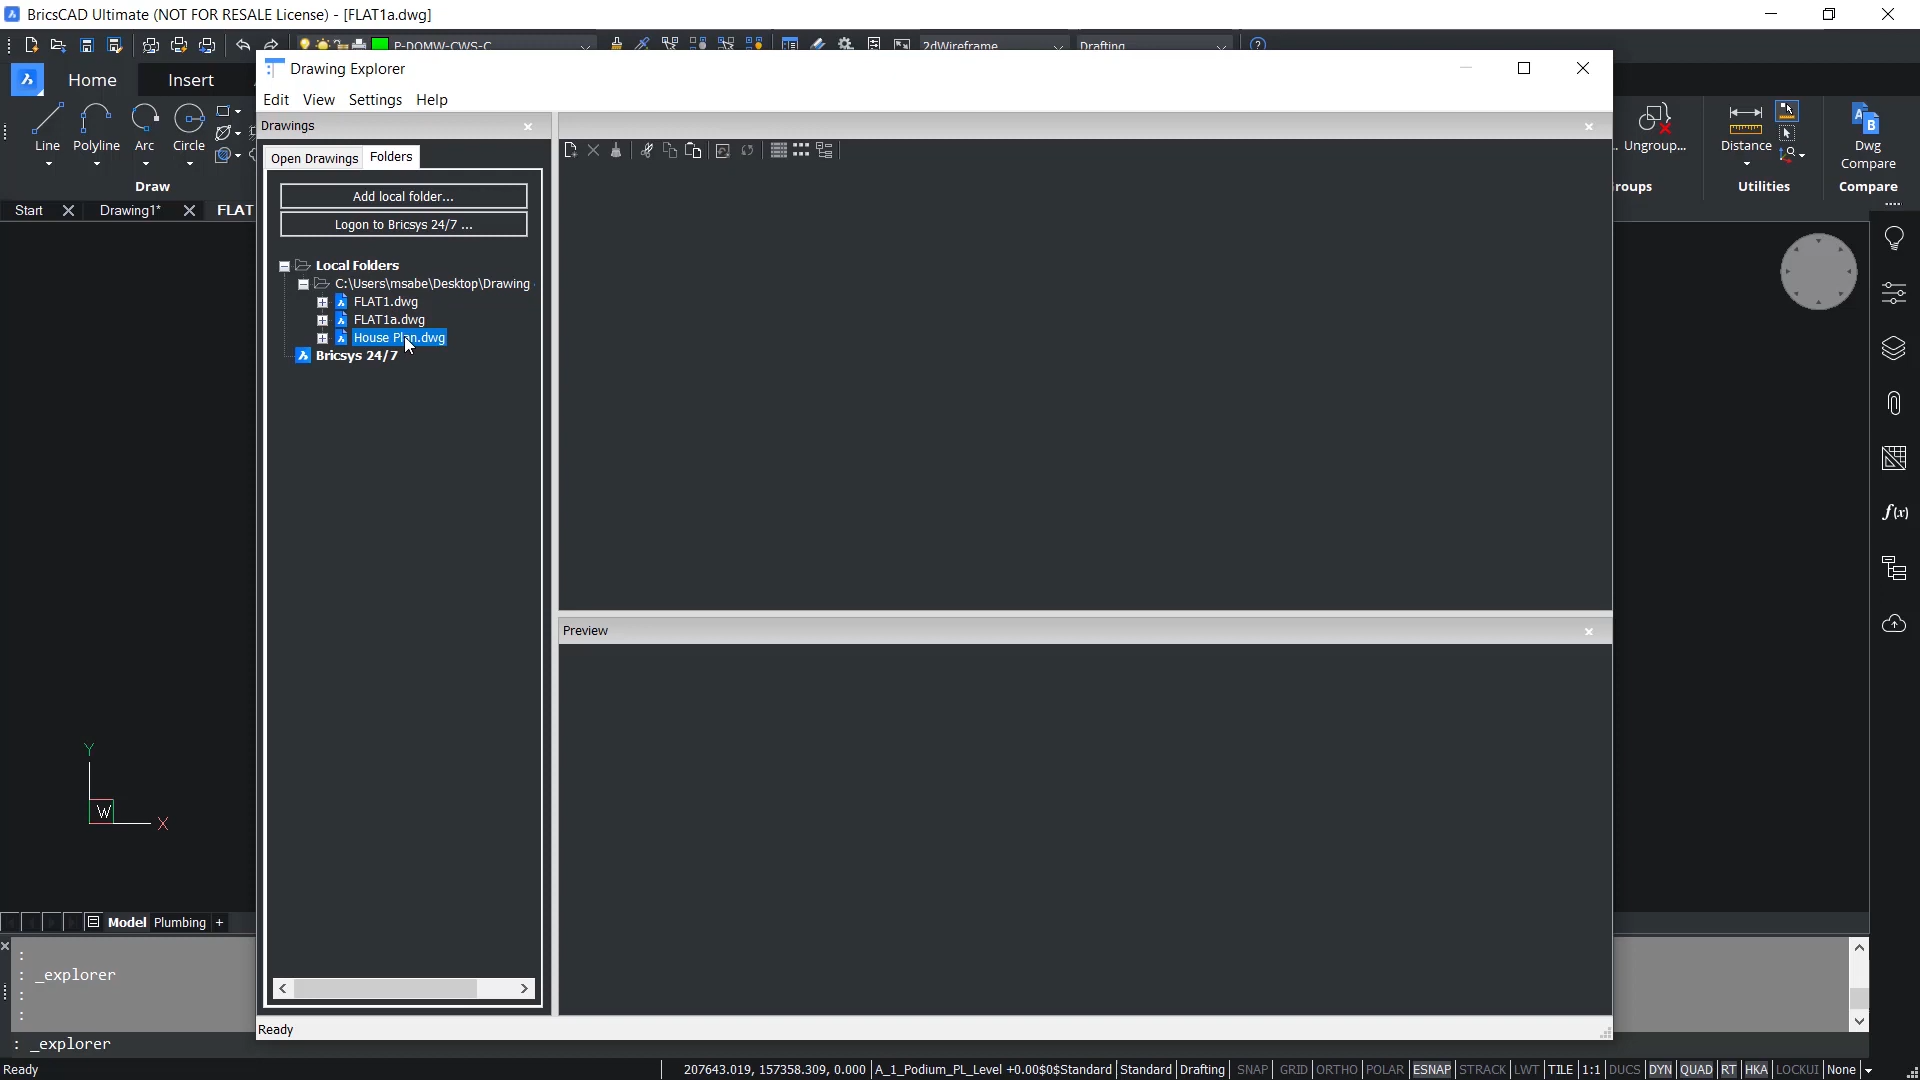 BricsCAD Ultimate (NOT FOR RESALE License) - [FLAT1a.dwg]
P-DOMW-CWS-C
2dWireframe
Drafting
Drawing Explorer
Home
Insert
Edit View Settings Help
Drawings
Line
Polyline
Arc
Circle
Draw
Ungroup...
roups
Distance
Utilities
Dwg
Compare
Compare
Start
Drawing1*
FLAT
Open Drawings
Folders
Add local folder...
Logon to Bricsys 24/7 ...
Local Folders
C:\Users\msabe\Desktop\Drawing
FLAT1.dwg
FLAT1a.dwg
House Plan.dwg
Bricsys 24/7
Preview
f(x)
Y
W
X
Model
Plumbing
+
:
: _explorer
:
:
: _explorer
Ready
Ready
207643.019, 157358.309, 0.000 A_1_Podium_PL_Level +0.00$0$Standard Standard Drafting SNAP GRID ORTHO POLAR ESNAP STRACK LWT TILE 1:1 DUCS DYN QUAD RT HKA LOCKUI None